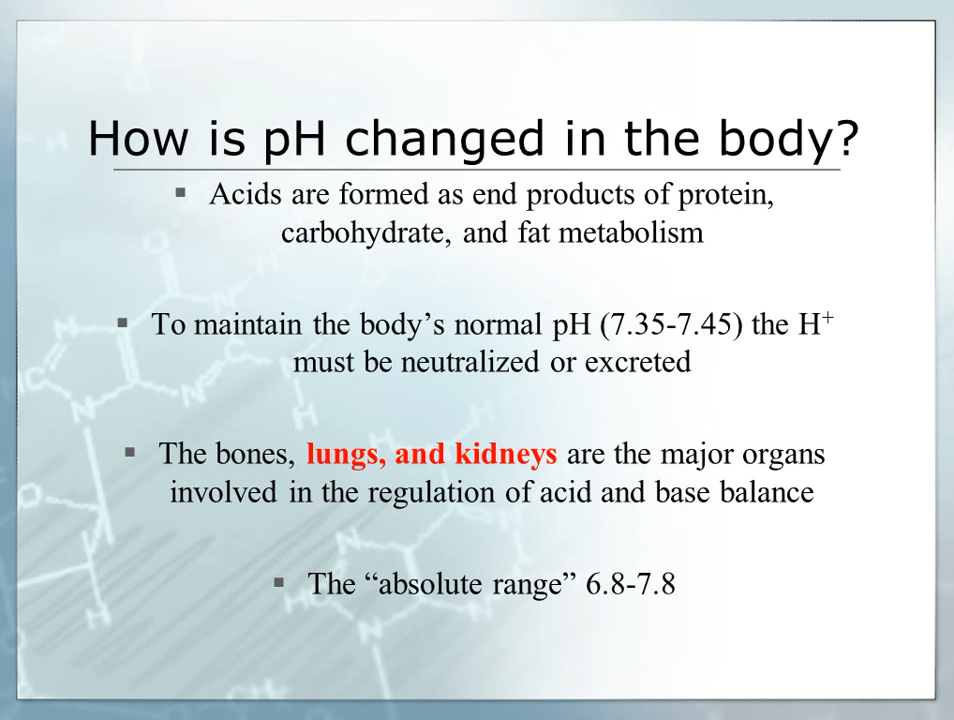 How is pH changed in the body?
▪ Acids are formed as end products of protein,
carbohydrate, and fat metabolism
▪ To maintain the body’s normal pH (7.35-7.45) the H⁺
must be neutralized or excreted
▪ The bones, lungs, and kidneys are the major organs
involved in the regulation of acid and base balance
▪ The “absolute range” 6.8-7.8